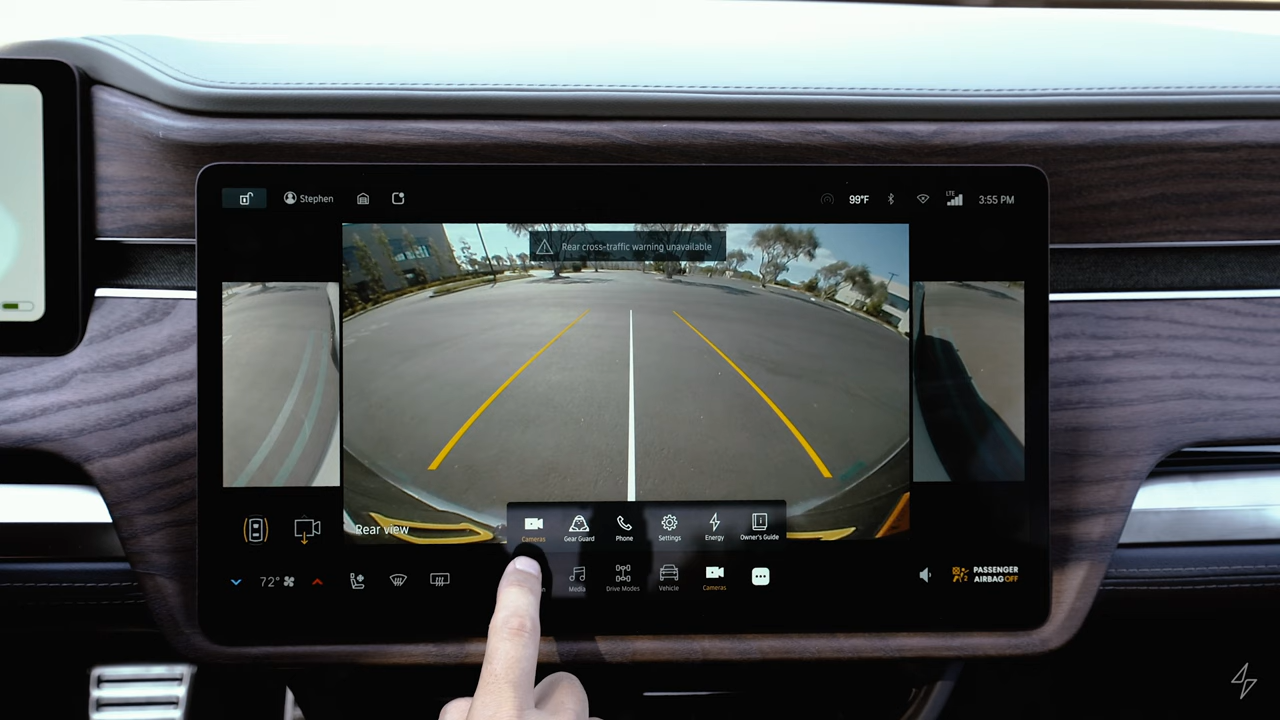 Stephen
99°F
LTE
3:55 PM
Rear cross-traffic warning unavailable
Rear view
Cameras
Gear Guard
Phone
Settings
Energy
Owner's Guide
72°
Media
Drive Modes
Vehicle
Cameras
PASSENGER
AIRBAG OFF